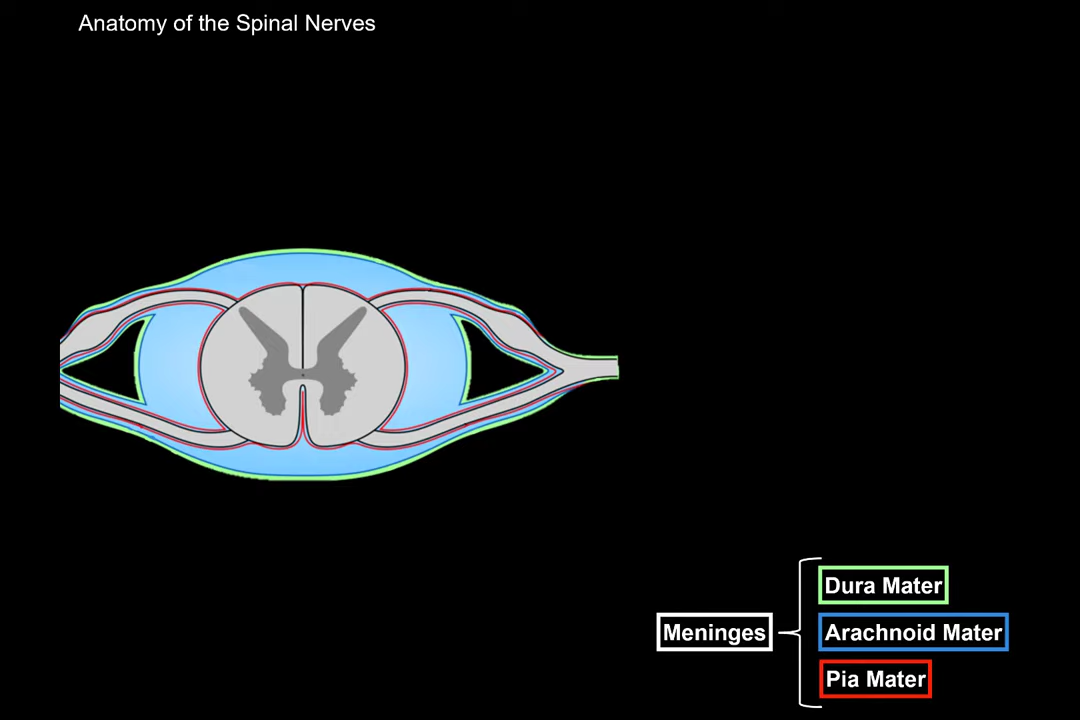 Anatomy of the Spinal Nerves
Dura Mater
Meninges
Arachnoid Mater
Pia Mater